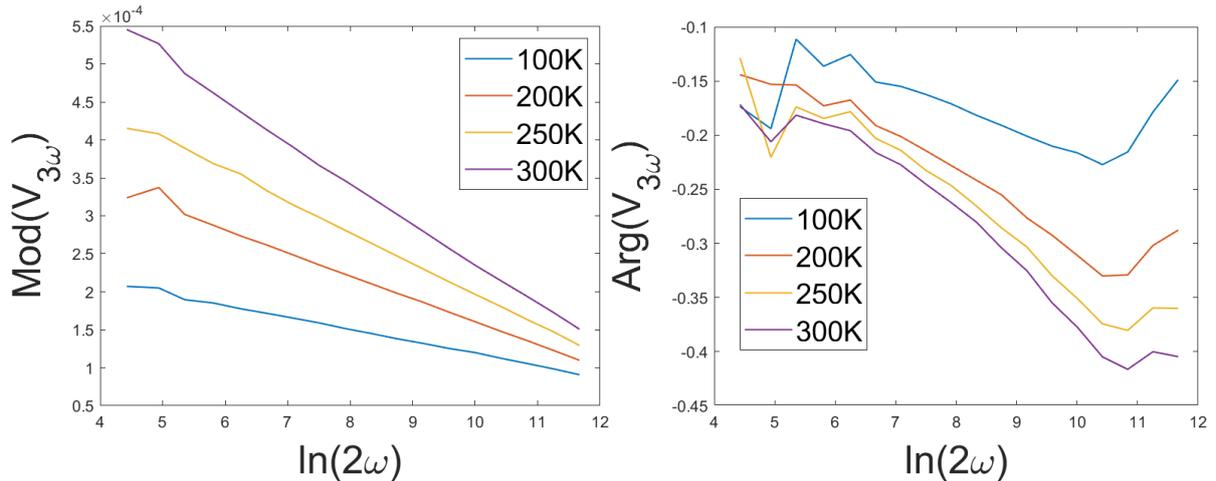 ×10⁻⁴
5.5
5
4.5
4
3.5
3
2.5
2
1.5
1
0.5
4 5 6 7 8 9 10 11 12
Mod(V3ω)
ln(2ω)
100K
200K
250K
300K
-0.1
-0.15
-0.2
-0.25
-0.3
-0.35
-0.4
-0.45
4 5 6 7 8 9 10 11 12
Arg(V3ω)
ln(2ω)
100K
200K
250K
300K